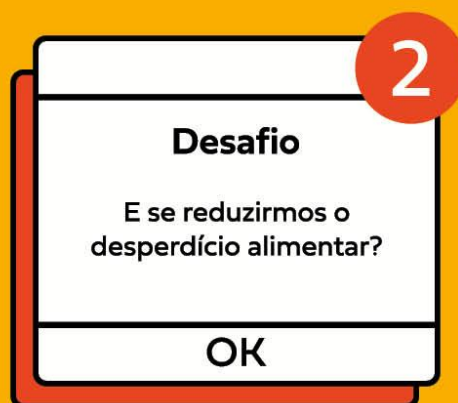 2
Desafio
E se reduzirmos o
desperdício alimentar?
OK